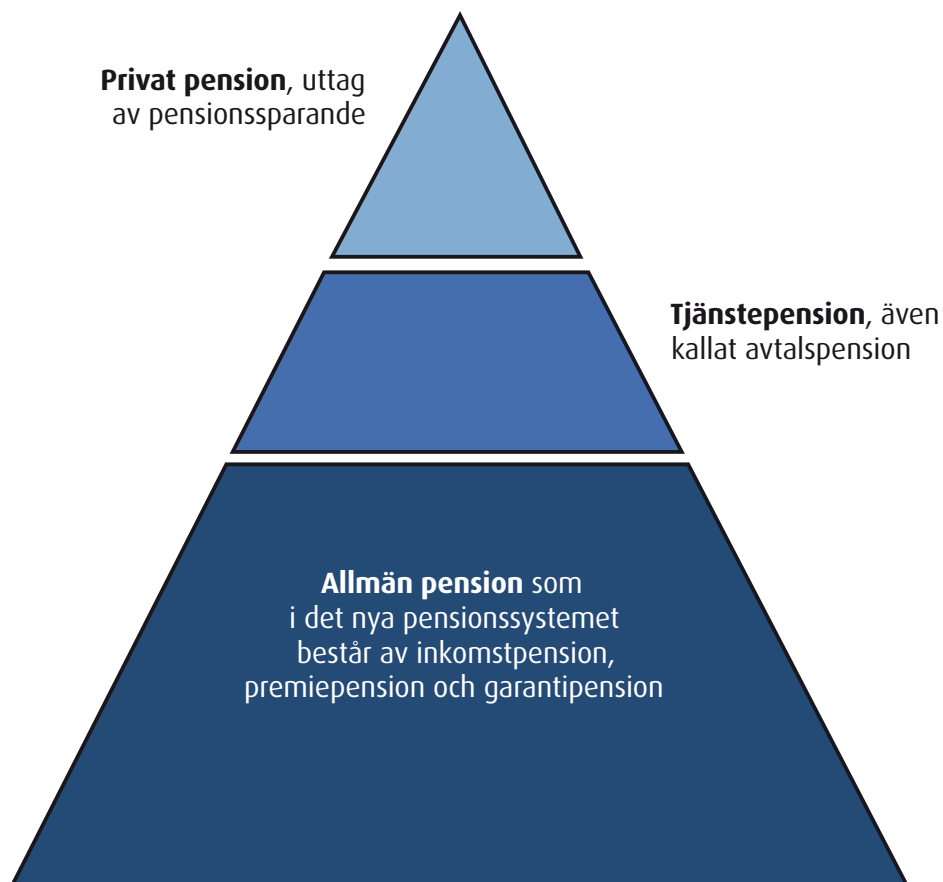 Privat pension, uttag
av pensionssparande
Tjänstepension, även
kallat avtalspension
Allmän pension som
i det nya pensionssystemet
består av inkomstpension,
premiepension och garantipension